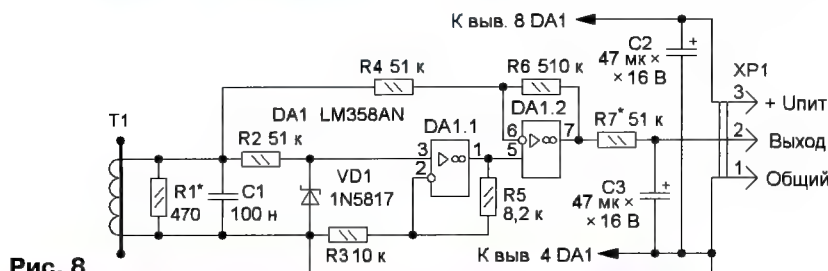 К выв. 8 DA1
C2
47 мк ×
× 16 В
XP1
R4 51 к
R6 510 к
T1
DA1 LM358AN
DA1.2
3
+ Uпит
R2 51 к
DA1.1
6
5
7
R7* 51 к
2
Выход
3
2
1
▷∞
▷∞
1
Общий
R1*
470
C1
100 н
VD1
1N5817
R5
8,2 к
C3
47 мк ×
× 16 В
R3 10 к
К выв 4 DA1
Рис. 8